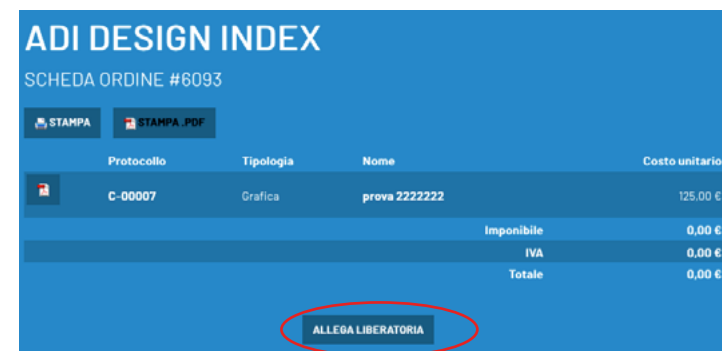 ADI DESIGN INDEX
SCHEDA ORDINE #6093
STAMPA STAMPA .PDF
Protocollo Tipologia Nome Costo unitario
C-00007 Grafica prova 2222222 125,00 €
Imponibile 0,00 €
IVA 0,00 €
Totale 0,00 €
ALLEGA LIBERATORIA